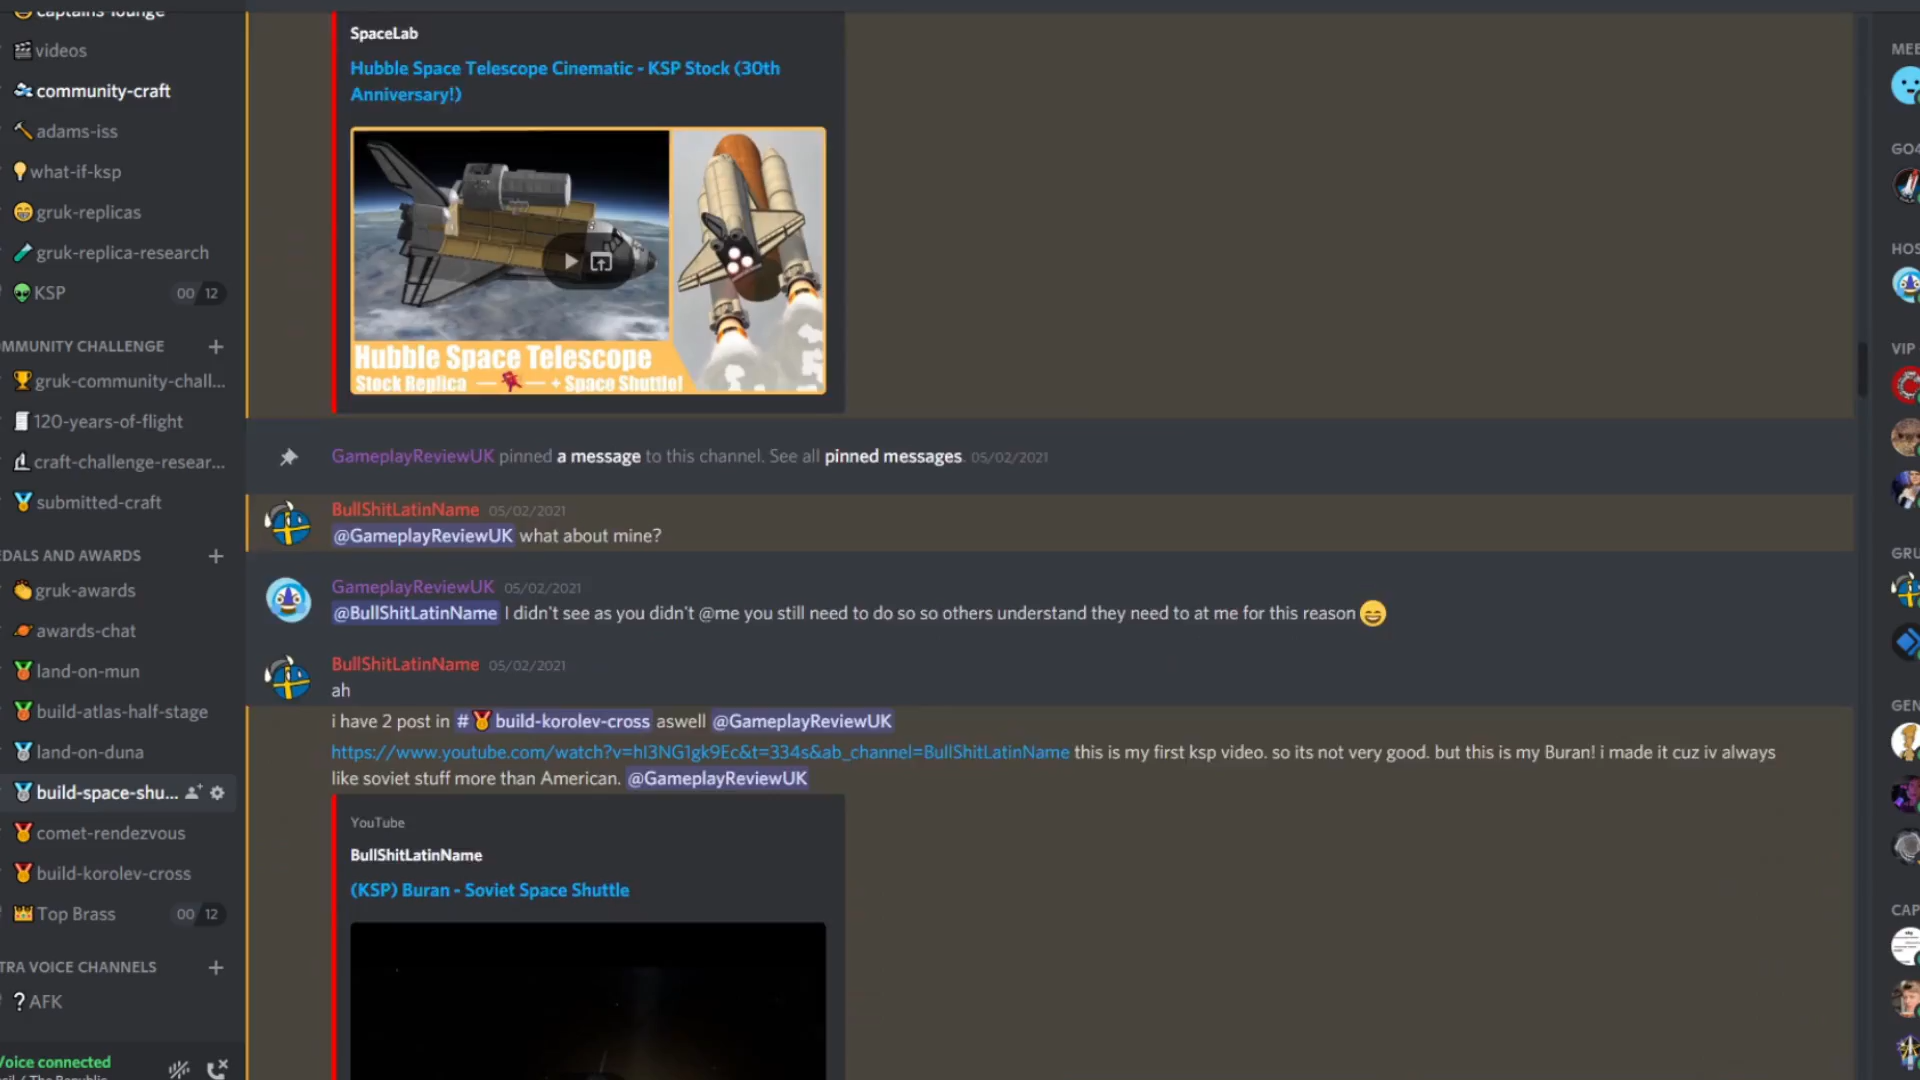 captains-lounge
videos
community-craft
adams-iss
what-if-ksp
gruk-replicas
gruk-replica-research
KSP 00 12
MMUNITY CHALLENGE
gruk-community-chall...
120-years-of-flight
craft-challenge-resear...
submitted-craft
EDALS AND AWARDS
gruk-awards
awards-chat
land-on-mun
build-atlas-half-stage
land-on-duna
build-space-shu...
comet-rendezvous
build-korolev-cross
Top Brass 00 12
TRA VOICE CHANNELS
? AFK
Voice connected
SpaceLab
Hubble Space Telescope Cinematic - KSP Stock (30th
Anniversary!)
Hubble Space Telescope
Stock Replica — — + Space Shuttle!
GameplayReviewUK pinned a message to this channel. See all pinned messages. 05/02/2021
BullShitLatinName 05/02/2021
@GameplayReviewUK what about mine?
GameplayReviewUK 05/02/2021
@BullShitLatinName I didn't see as you didn't @me you still need to do so so others understand they need to at me for this reason
BullShitLatinName 05/02/2021
ah
i have 2 post in # build-korolev-cross aswell @GameplayReviewUK
https://www.youtube.com/watch?v=hI3NG1gk9Ec&t=334s&ab_channel=BullShitLatinName this is my first ksp video. so its not very good. but this is my Buran! i made it cuz iv always
like soviet stuff more than American. @GameplayReviewUK
YouTube
BullShitLatinName
(KSP) Buran - Soviet Space Shuttle
MEE
GO4
HOS
VIP
GRU
GEN
CAP